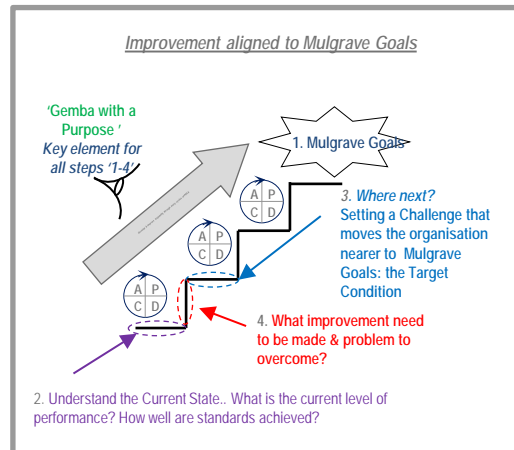 Improvement aligned to Mulgrave Goals
‘Gemba with a
Purpose ’
Key element for
all steps ‘1-4’
1. Mulgrave Goals
A P
C D
A P
C D
A P
C D
3. Where next?
Setting a Challenge that
moves the organisation
nearer to Mulgrave
Goals: the Target
Condition
4. What improvement need
to be made & problem to
overcome?
2. Understand the Current State.. What is the current level of
performance? How well are standards achieved?